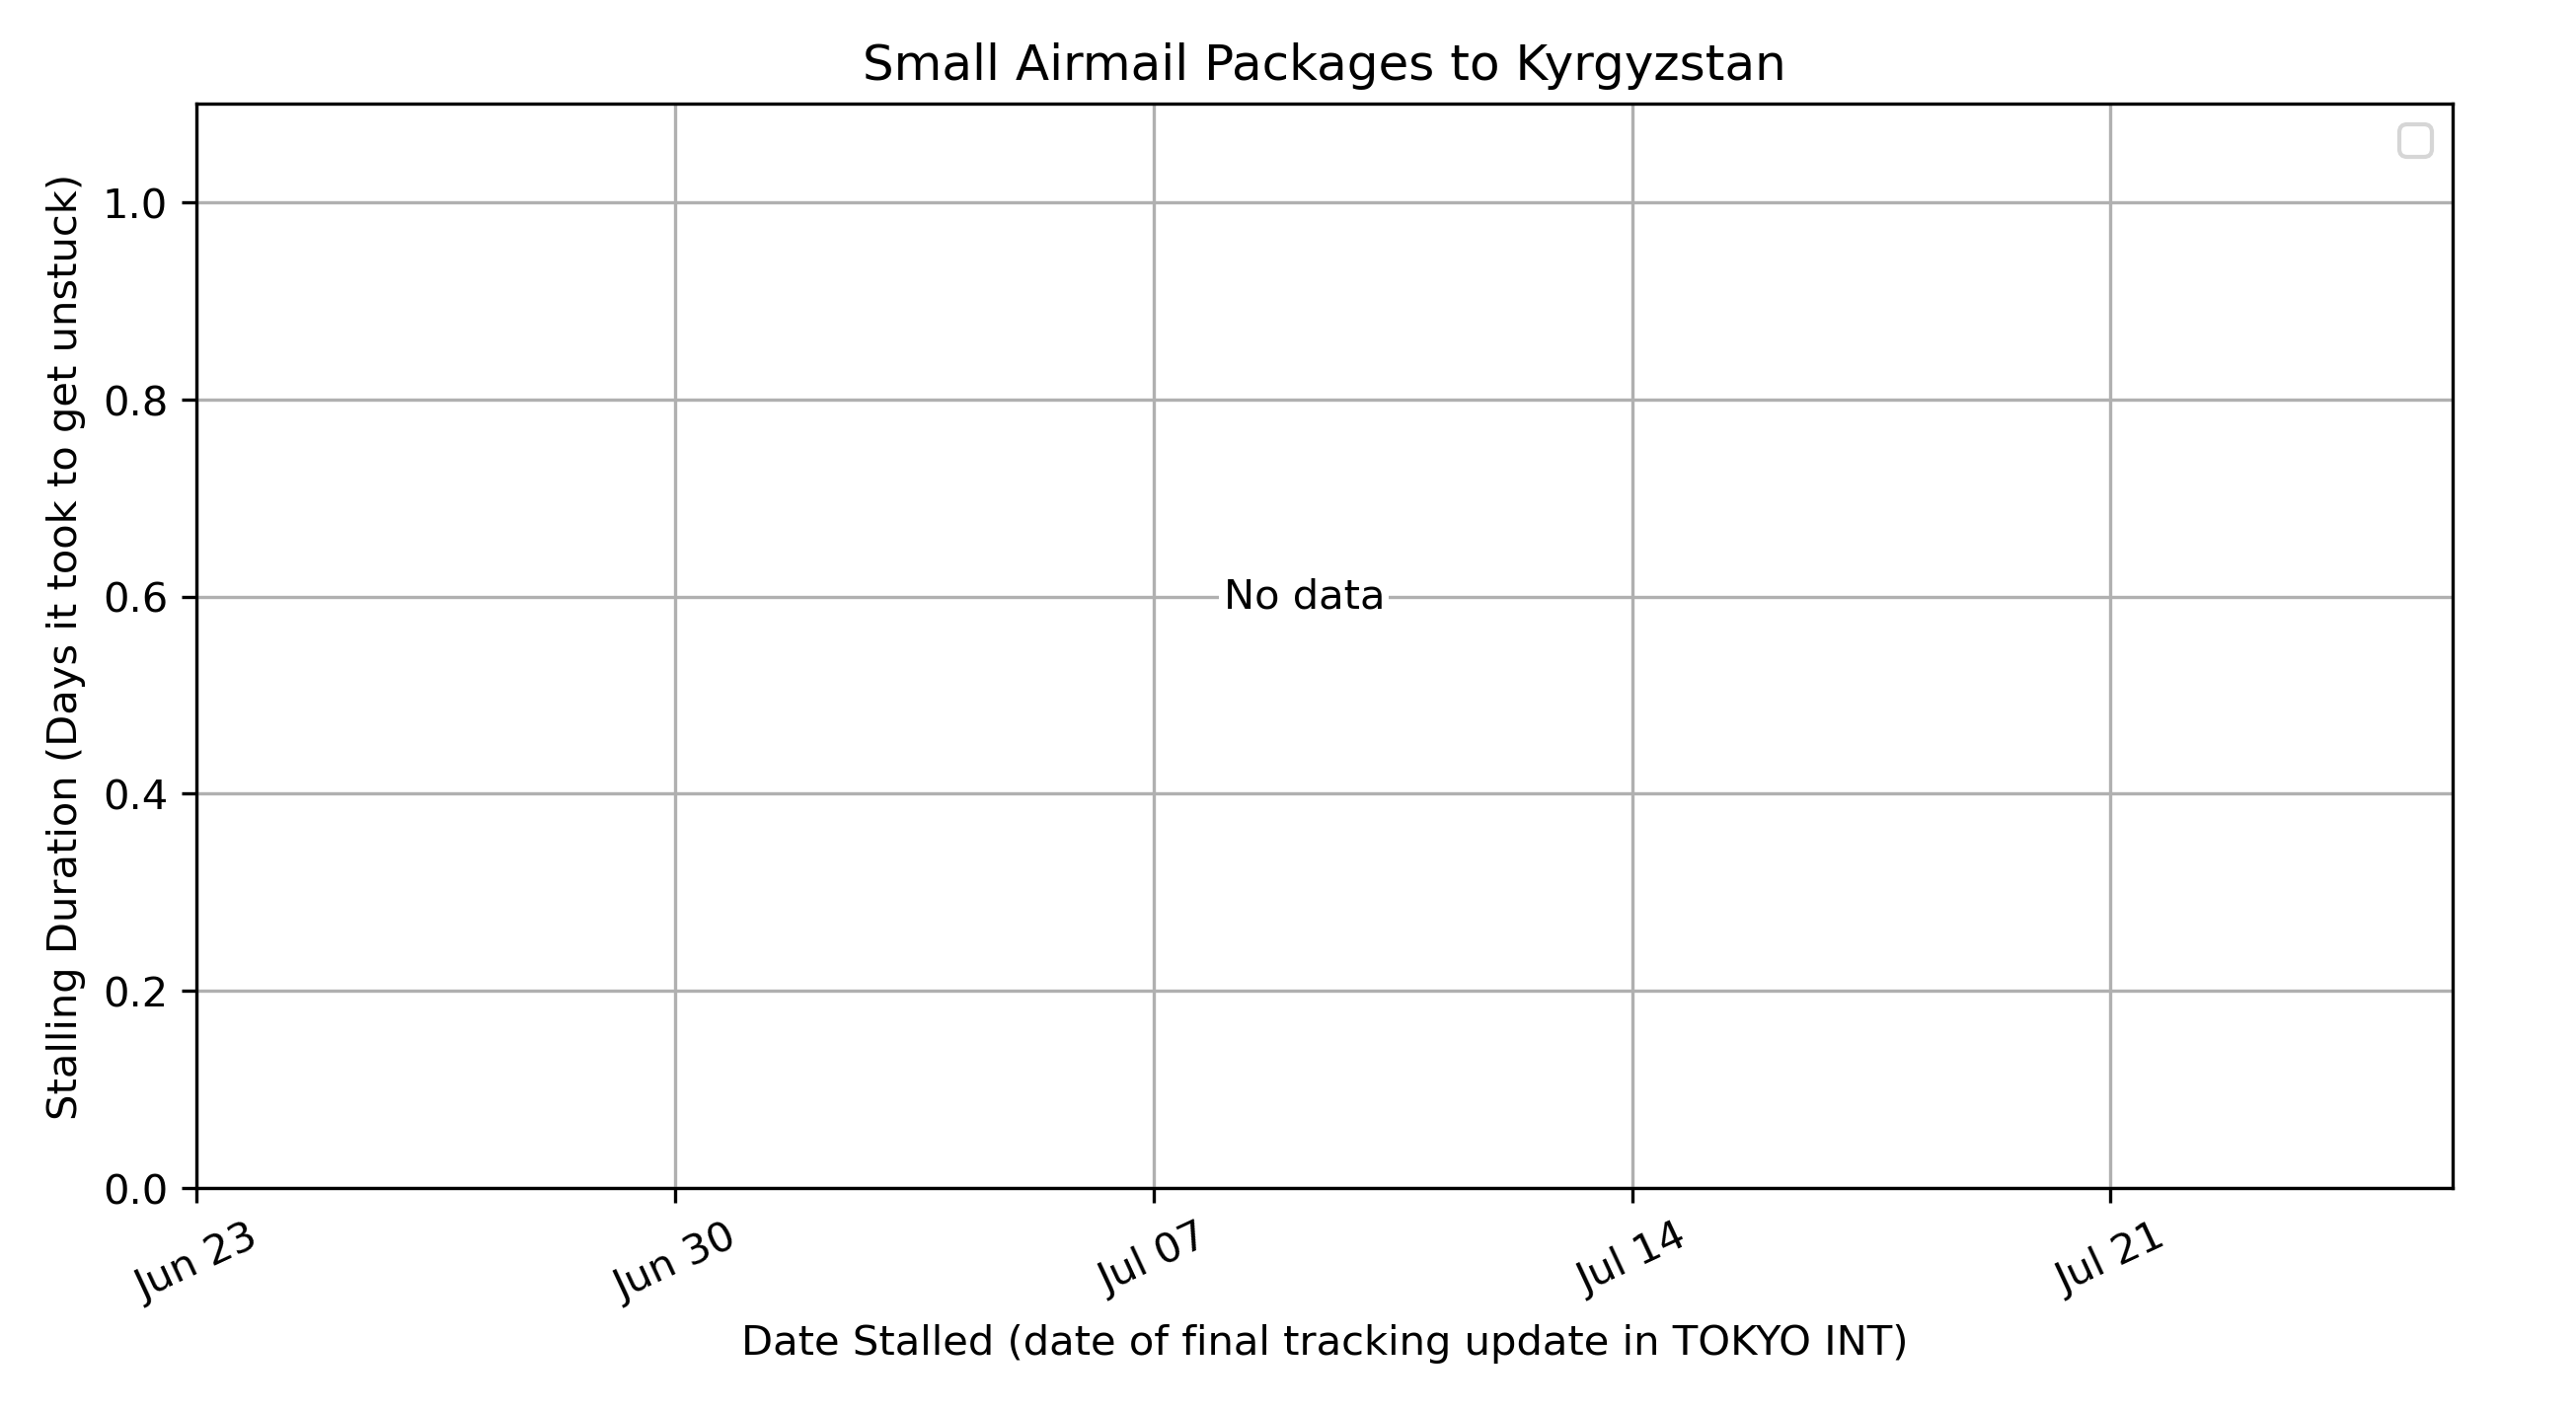 Small Airmail Packages to Kyrgyzstan
Stalling Duration (Days it took to get unstuck)
1.0
0.8
0.6
0.4
0.2
0.0
No data
Jun 23
Jun 30
Jul 07
Jul 14
Jul 21
Date Stalled (date of final tracking update in TOKYO INT)